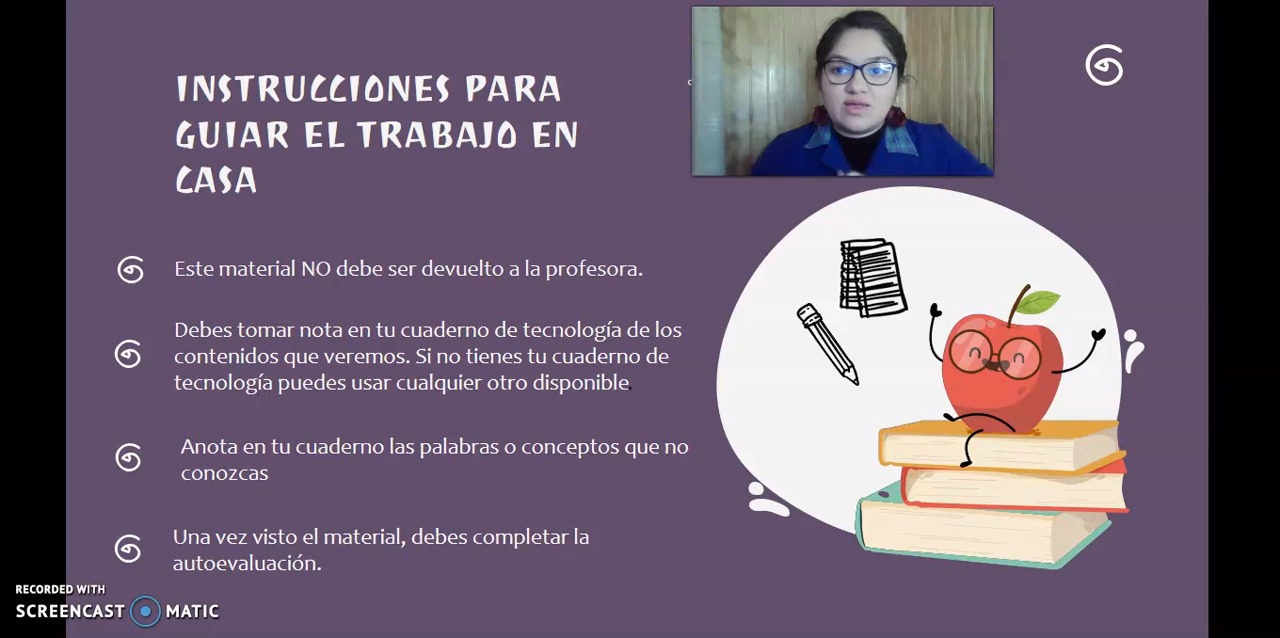 INSTRUCCIONES PARA
GUIAR EL TRABAJO EN
CASA
Este material NO debe ser devuelto a la profesora.
Debes tomar nota en tu cuaderno de tecnología de los
contenidos que veremos. Si no tienes tu cuaderno de
tecnología puedes usar cualquier otro disponible.
Anota en tu cuaderno las palabras o conceptos que no
conozcas
Una vez visto el material, debes completar la
autoevaluación.
RECORDED WITH
SCREENCAST MATIC